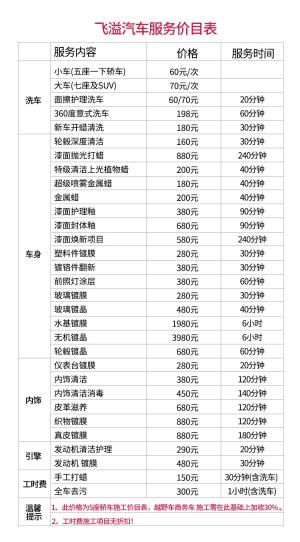 飞溢汽车服务价目表
服务内容 价格 服务时间
洗车
小车(五座一下轿车) 60元/次
大车(七座及SUV) 70元/次
面擦护理洗车 60/70元 20分钟
360度意式洗车 198元 60分钟
新车开蜡清洗 180元 30分钟
车身
轮毂深度清洁 160元 30分钟
漆面抛光打蜡 880元 240分钟
特级清洁上光植物蜡 200元 40分钟
超级喷雾金属蜡 180元 40分钟
金属蜡 200元 40分钟
漆面护理釉 380元 90分钟
漆面封体釉 680元 90分钟
漆面焕新项目 580元 240分钟
塑料件镀膜 280元 30分钟
镀铬件翻新 380元 30分钟
前照灯涂层 380元 60分钟
玻璃镀膜 280元 30分钟
玻璃镀晶 480元 40分钟
水基镀膜 1980元 6小时
无机镀晶 3980元 6小时
轮毂镀晶 680元 60分钟
内饰
仪表台镀膜 280元 20分钟
内饰清洁 380元 120分钟
内饰清洁消毒 450元 140分钟
皮革滋养 680元 120分钟
织物镀膜 880元 120分钟
真皮镀膜 880元 180分钟
引擎
发动机清洁护理 290元 20分钟
发动机 镀膜 480元 30分钟
工时费
手工打蜡 150元 30分钟(含洗车)
全车去污 300元 1小时(含洗车)
温馨提示
1、此价格为5座轿车施工价目表，越野车商务车 施工需在此基础上加收30%。
2、工时费施工项目无折扣！